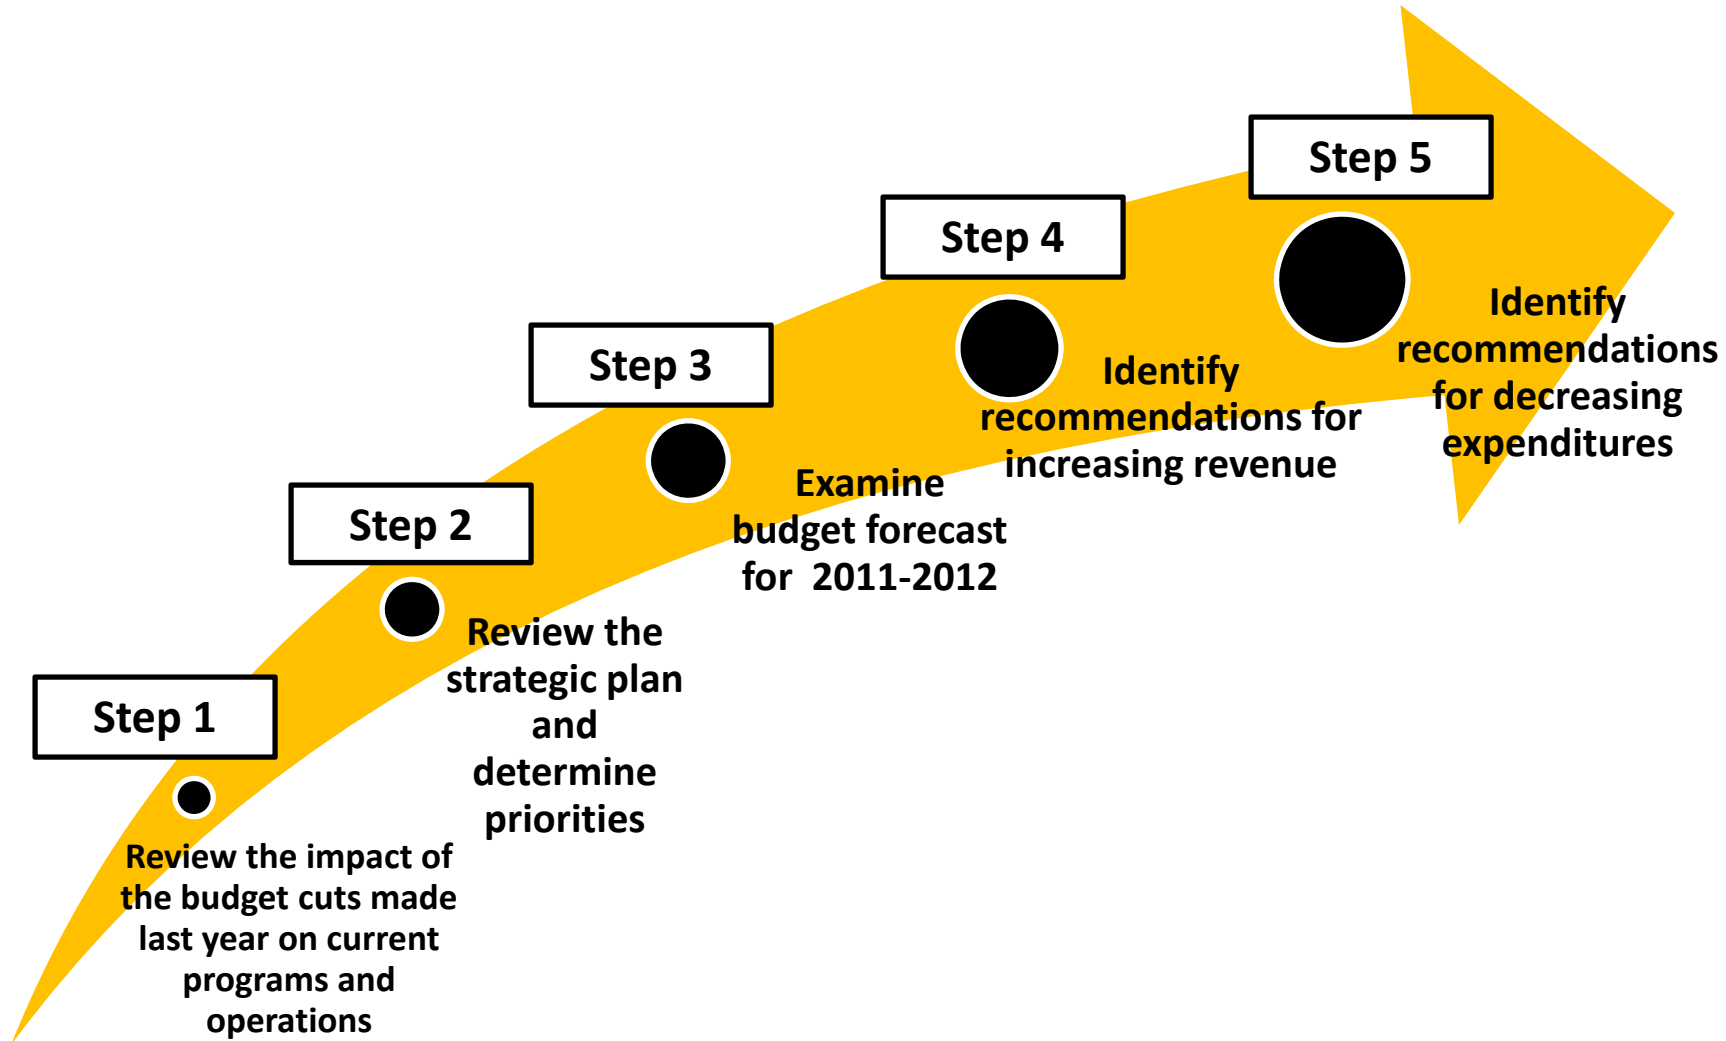 Step 1
Review the impact of
the budget cuts made
last year on current
programs and
operations
Step 2
Review the
strategic plan
and
determine
priorities
Step 3
Examine
budget forecast
for  2011-2012
Step 4
Identify
recommendations for
increasing revenue
Step 5
Identify
recommendations
for decreasing
expenditures